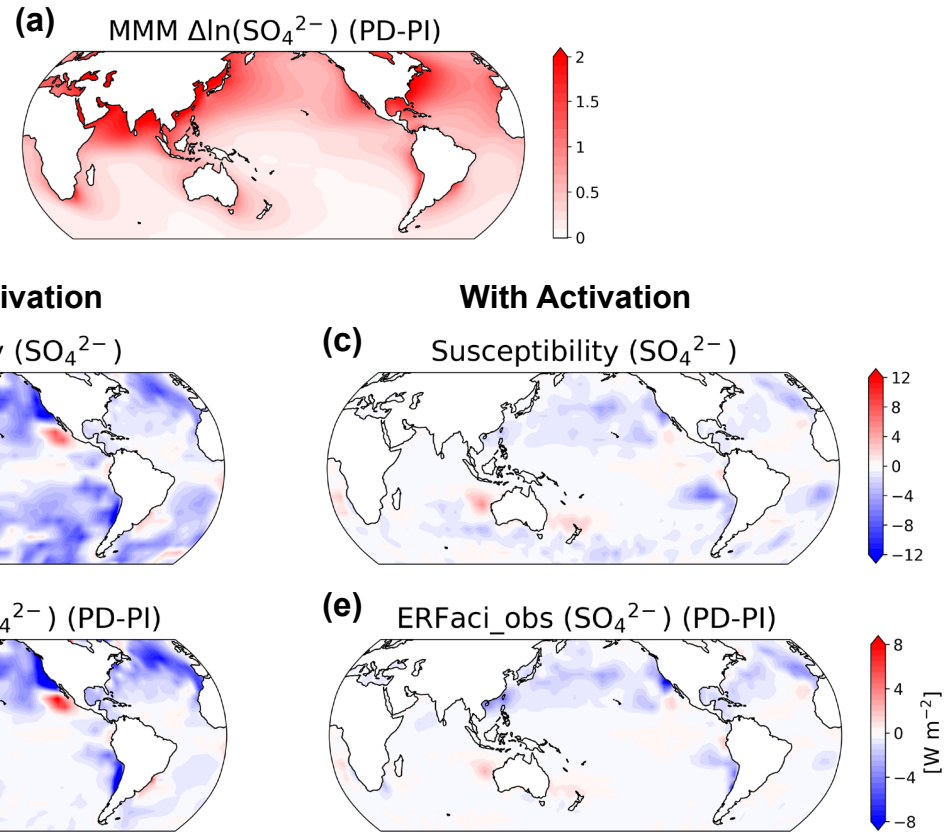 (a)
MMM Δln(SO₄²⁻) (PD-PI)
2
1.5
1
0.5
0
ivation
With Activation
y (SO₄²⁻)
(c)
Susceptibility (SO₄²⁻)
12
8
4
0
−4
−8
−12
₄²⁻) (PD-PI)
(e)
ERFaci_obs (SO₄²⁻) (PD-PI)
8
4
0
−4
−8
[W m⁻²]